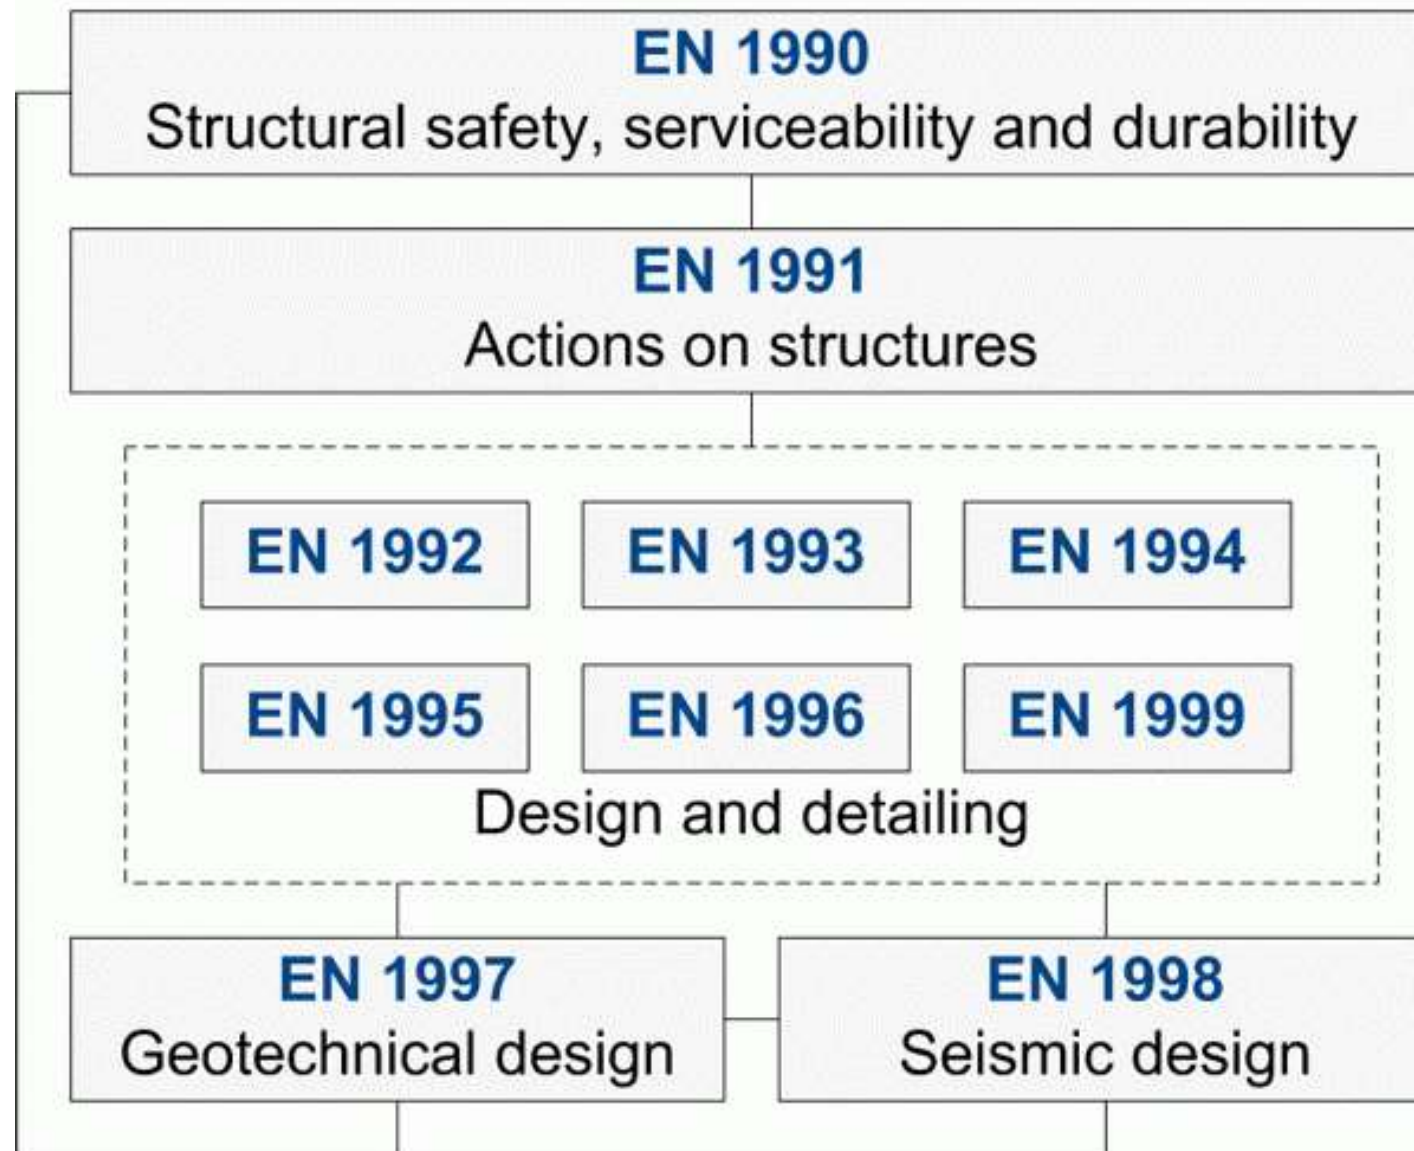 EN 1990
Structural safety, serviceability and durability
EN 1991
Actions on structures
EN 1992 EN 1993 EN 1994
EN 1995 EN 1996 EN 1999
Design and detailing
EN 1997 EN 1998
Geotechnical design Seismic design